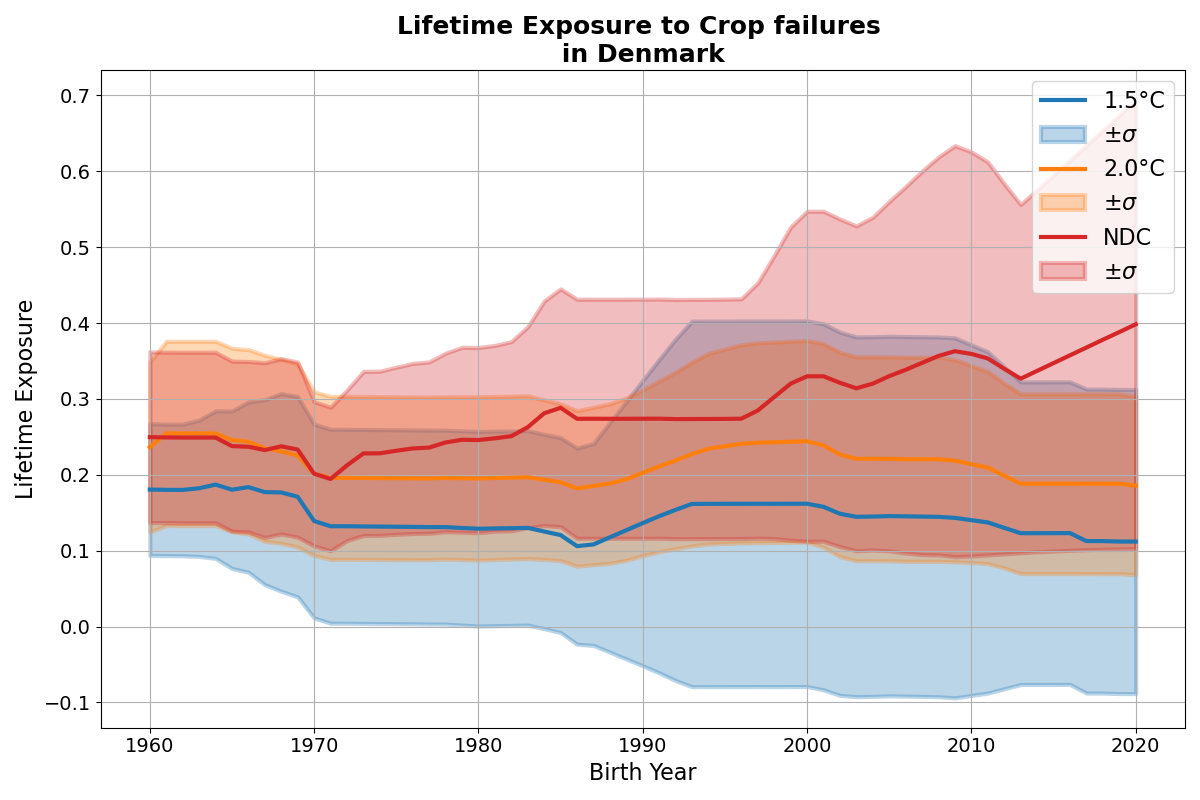 Lifetime Exposure to Crop failures
in Denmark
0.7
0.6
0.5
0.4
0.3
0.2
0.1
0.0
−0.1
Lifetime Exposure
1960
1970
1980
1990
2000
2010
2020
Birth Year
1.5°C
±σ
2.0°C
±σ
NDC
±σ